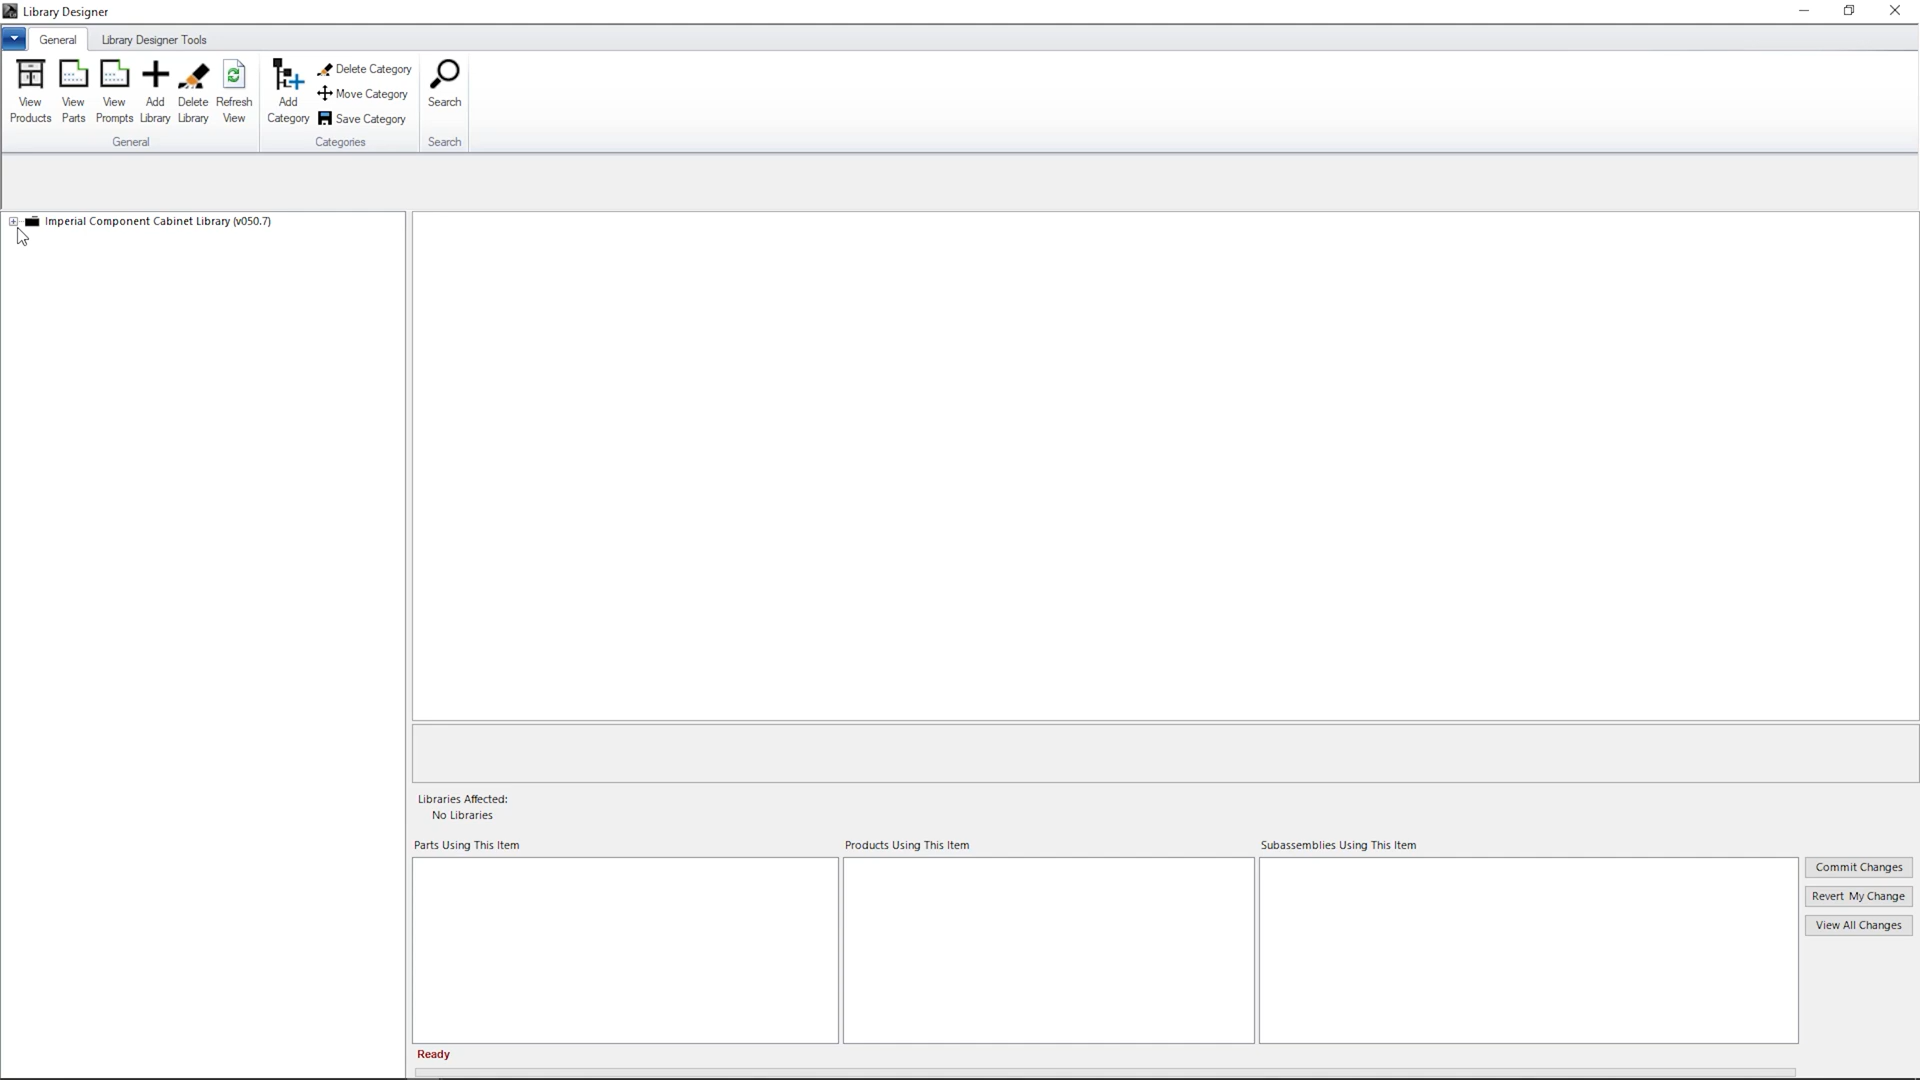 Library Designer
General Library Designer Tools
View Products
View Parts
View Prompts
Add Library
Delete Library
Refresh View
General
Add Category
Delete Category
Move Category
Save Category
Categories
Search
Search
Imperial Component Cabinet Library (v050.7)
Libraries Affected:
No Libraries
Parts Using This Item
Products Using This Item
Subassemblies Using This Item
Commit Changes
Revert My Change
View All Changes
Ready